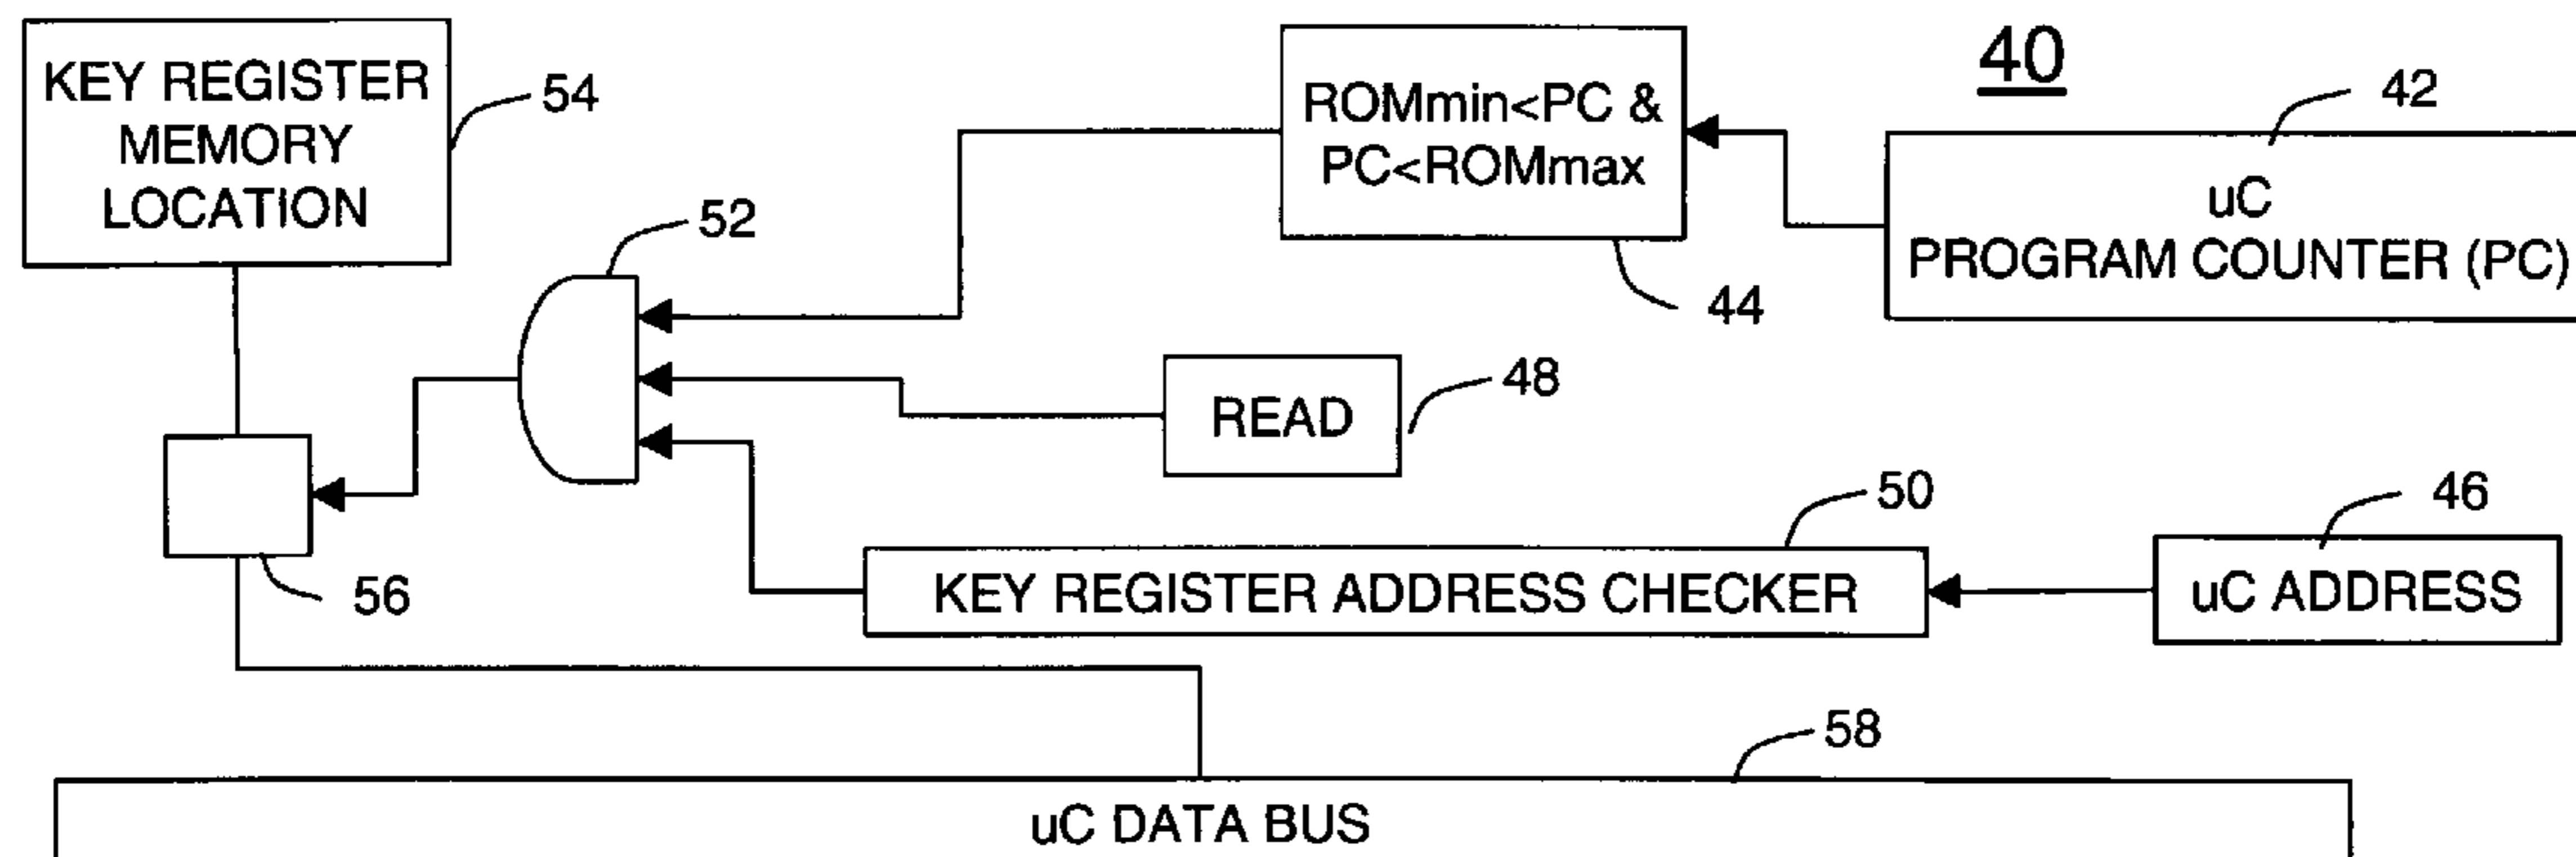 KEY REGISTER
MEMORY
LOCATION
54
ROMmin<PC &
PC<ROMmax
44
40
42
uC
PROGRAM COUNTER (PC)
52
READ
48
56
KEY REGISTER ADDRESS CHECKER
50
46
uC ADDRESS
58
uC DATA BUS